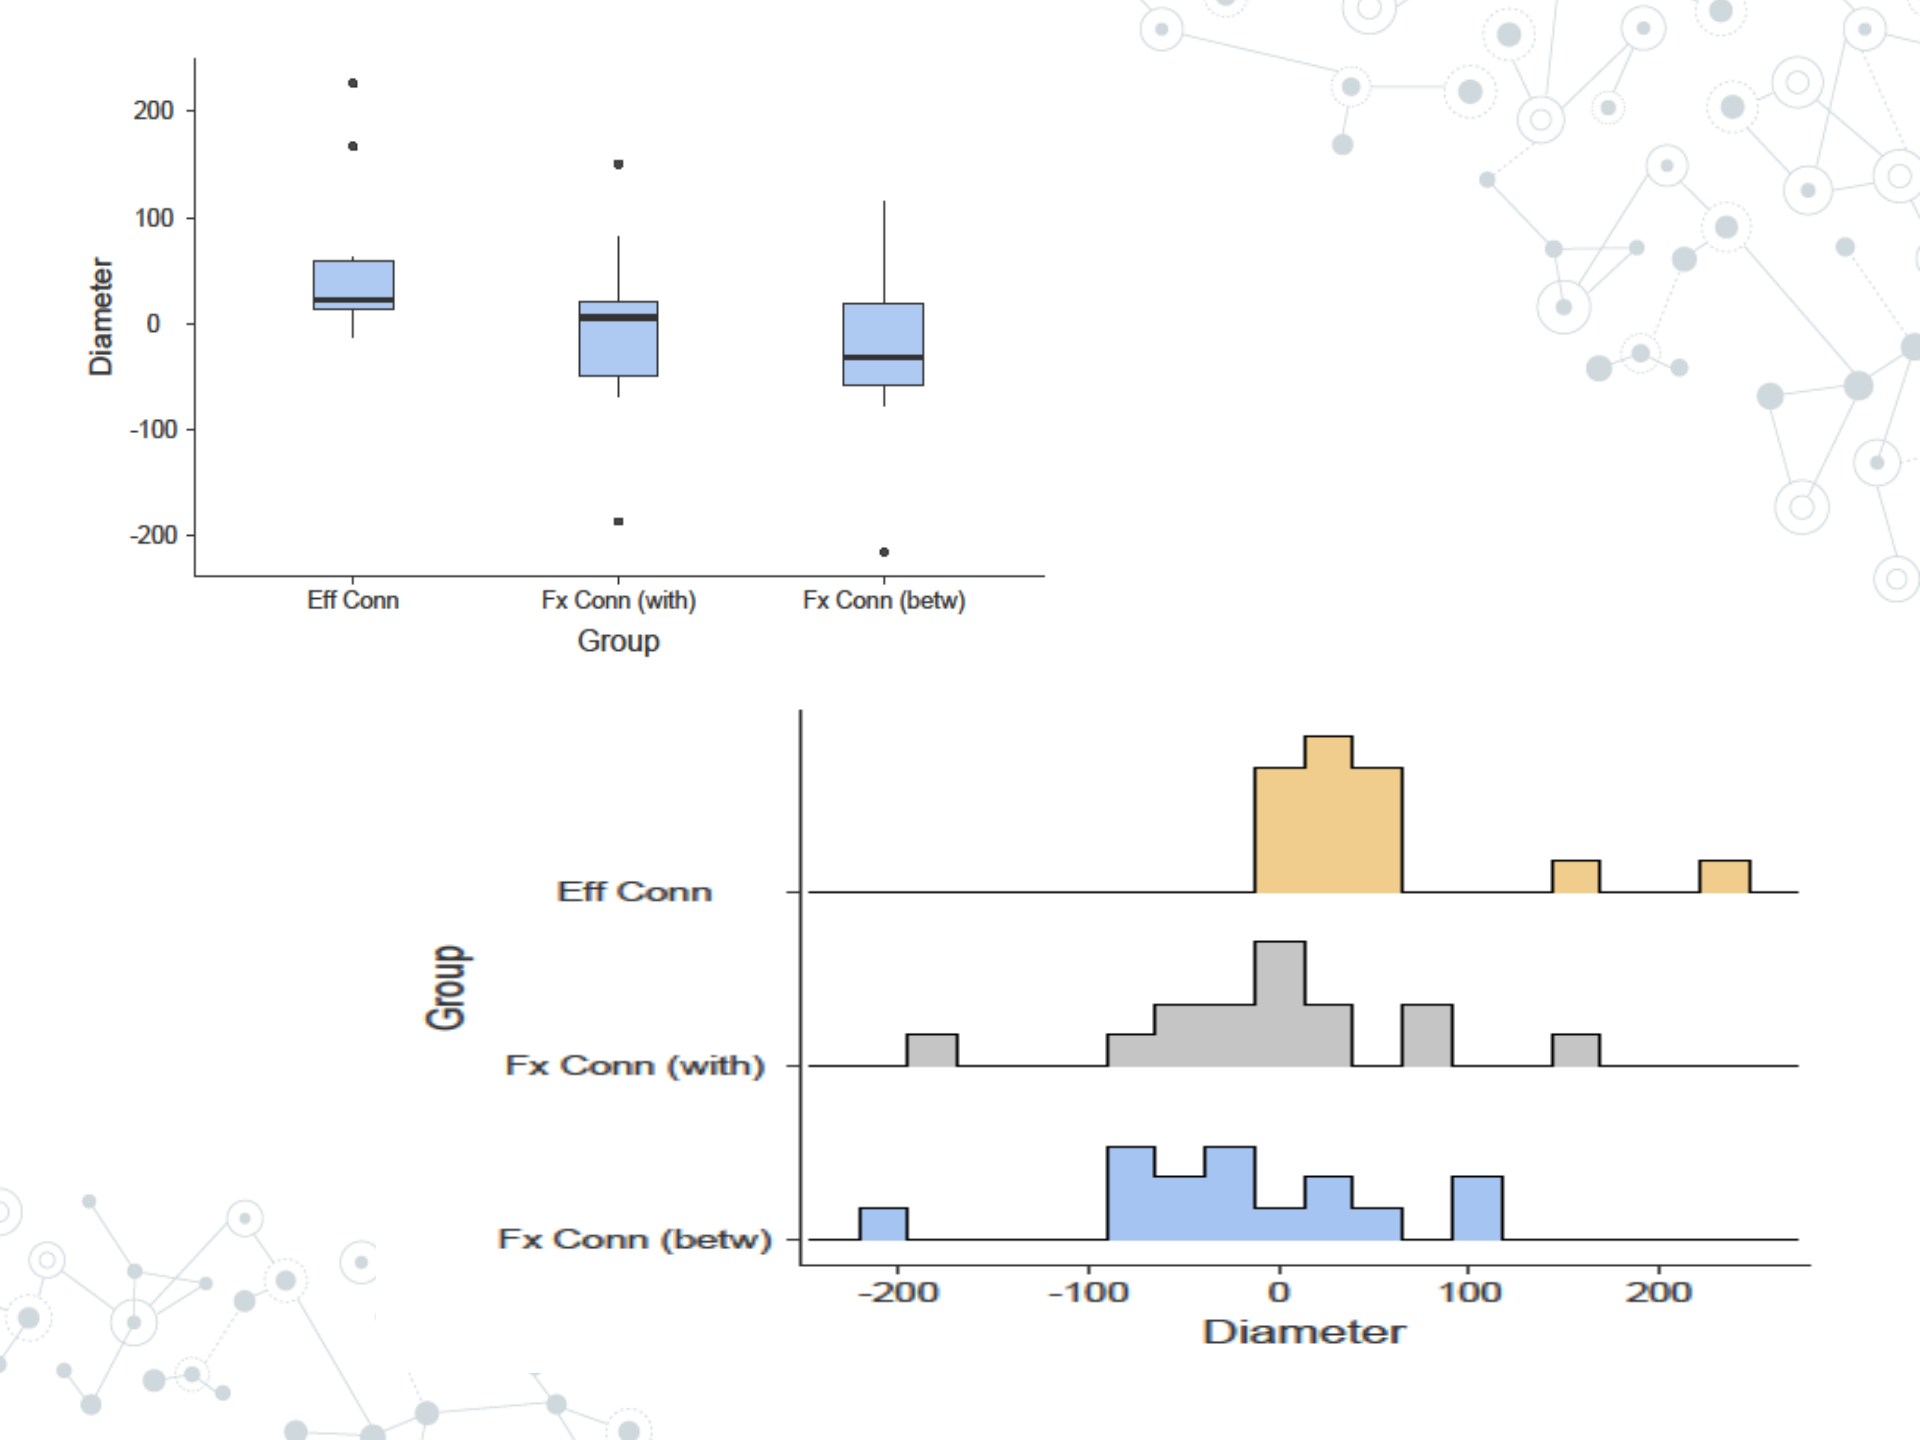 200
100
0
-100
-200
Diameter
Eff Conn
Fx Conn (with)
Fx Conn (betw)
Group
Eff Conn
Fx Conn (with)
Fx Conn (betw)
Group
-200
-100
0
100
200
Diameter